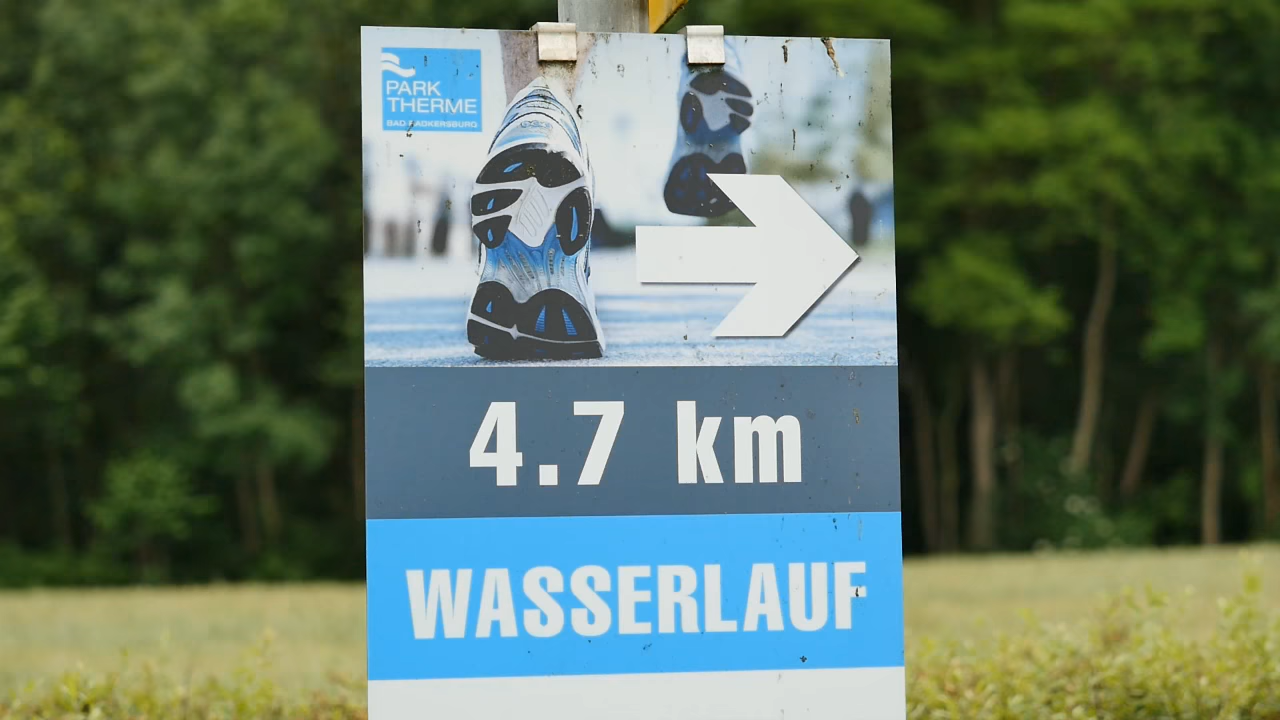 PARK
THERME
BAD RADKERSBURG
4.7 km
WASSERLAUF